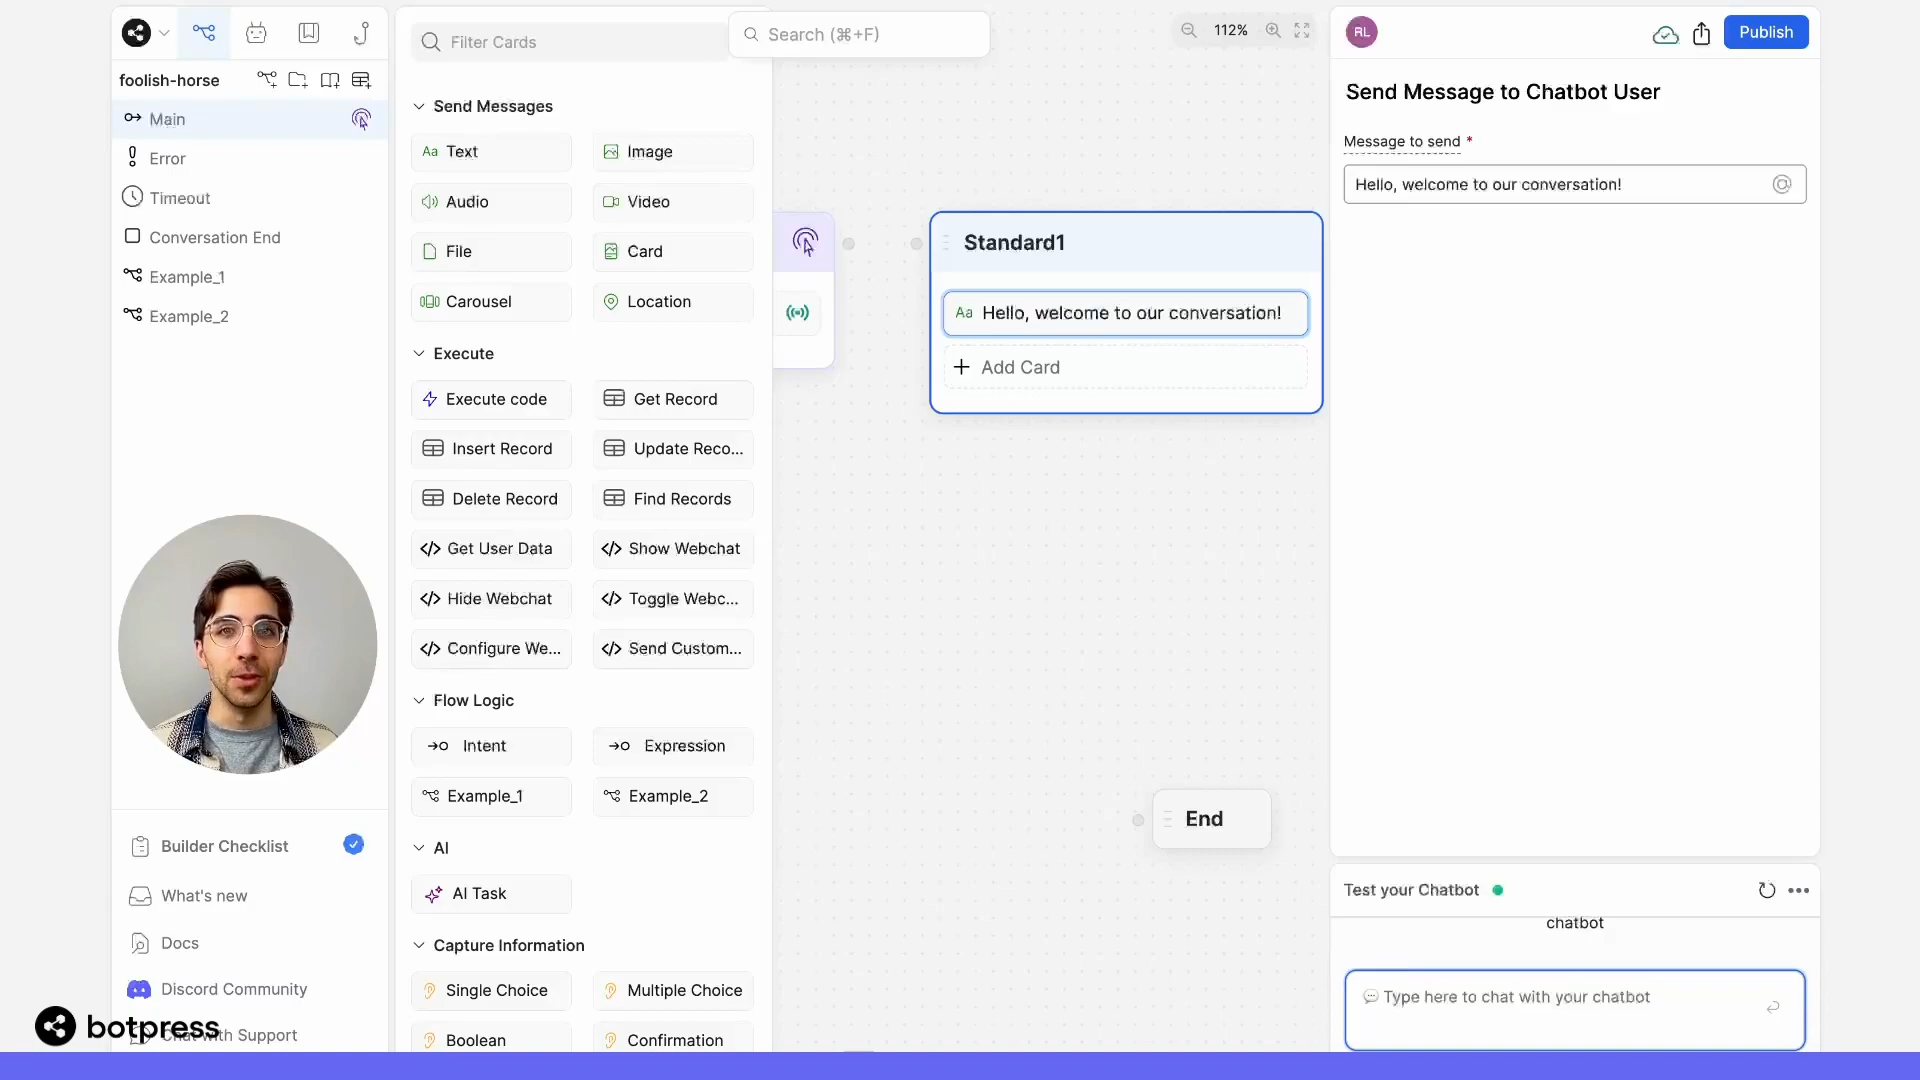 foolish-horse
Main
Error
Timeout
Conversation End
Example_1
Example_2
Builder Checklist
What's new
Docs
Discord Community
Chat with Support
botpress
Filter Cards
Send Messages
Aa Text
Image
Audio
Video
File
Card
Carousel
Location
Execute
Execute code
Get Record
Insert Record
Update Reco...
Delete Record
Find Records
Get User Data
Show Webchat
Hide Webchat
Toggle Webc...
Configure We...
Send Custom...
Flow Logic
Intent
Expression
Example_1
Example_2
AI
AI Task
Capture Information
Single Choice
Multiple Choice
Boolean
Confirmation
Search (⌘+F)
112%
Standard1
Aa Hello, welcome to our conversation!
+ Add Card
End
RL
Publish
Send Message to Chatbot User
Message to send *
Hello, welcome to our conversation!
Test your Chatbot
chatbot
Type here to chat with your chatbot